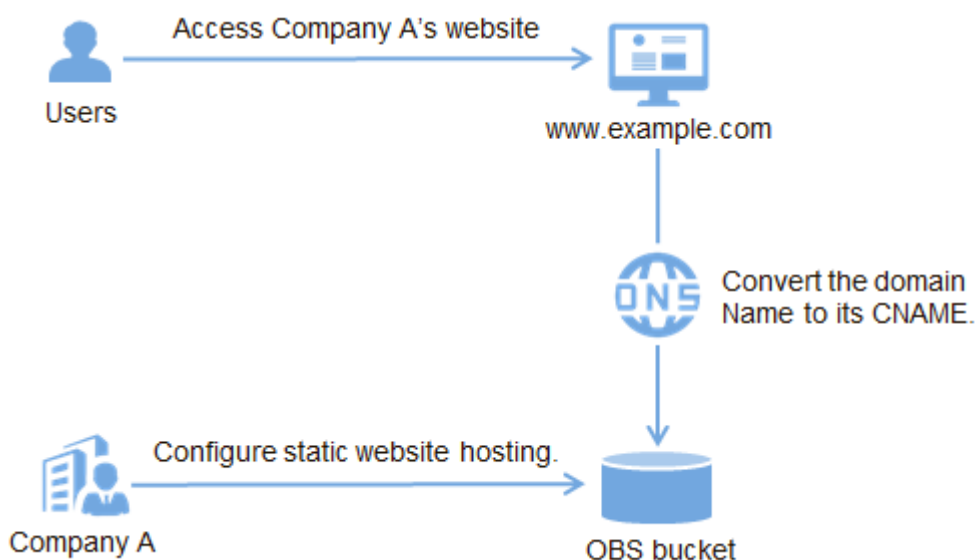 Access Company A's website
Users
www.example.com
DNS
Convert the domain
Name to its CNAME.
Configure static website hosting.
Company A
OBS bucket